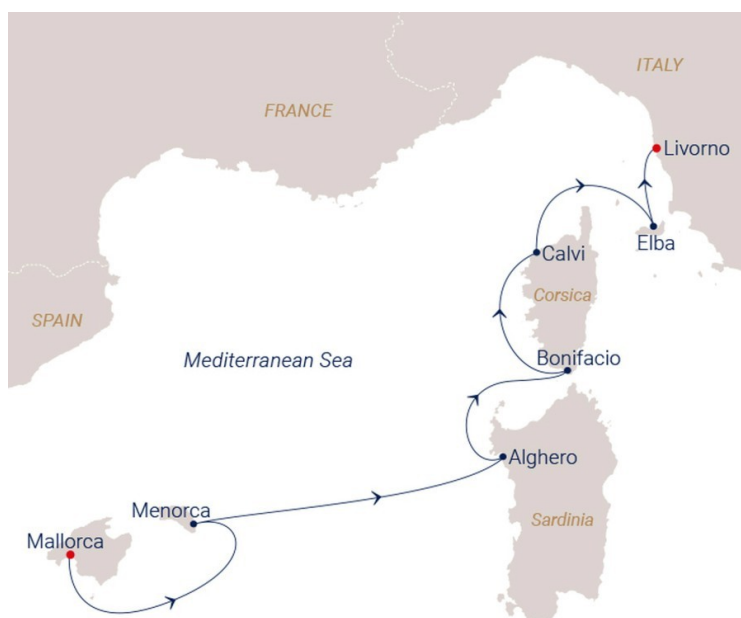 ITALY
FRANCE
Livorno
Elba
Calvi
Corsica
SPAIN
Mediterranean Sea
Bonifacio
Alghero
Menorca
Sardinia
Mallorca